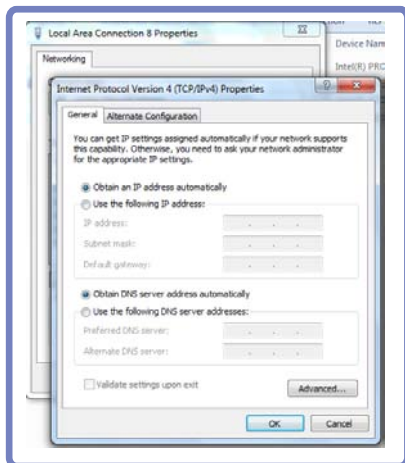 Local Area Connection 8 Properties
Device Nam
Networking
Intel(R) PRO
Internet Protocol Version 4 (TCP/IPv4) Properties
General
Alternate Configuration
You can get IP settings assigned automatically if your network supports
this capability. Otherwise, you need to ask your network administrator
for the appropriate IP settings.
Obtain an IP address automatically
Use the following IP address:
IP address:
Subnet mask:
Default gateway:
Obtain DNS server address automatically
Use the following DNS server addresses:
Preferred DNS server:
Alternate DNS server:
Validate settings upon exit
Advanced...
OK
Cancel